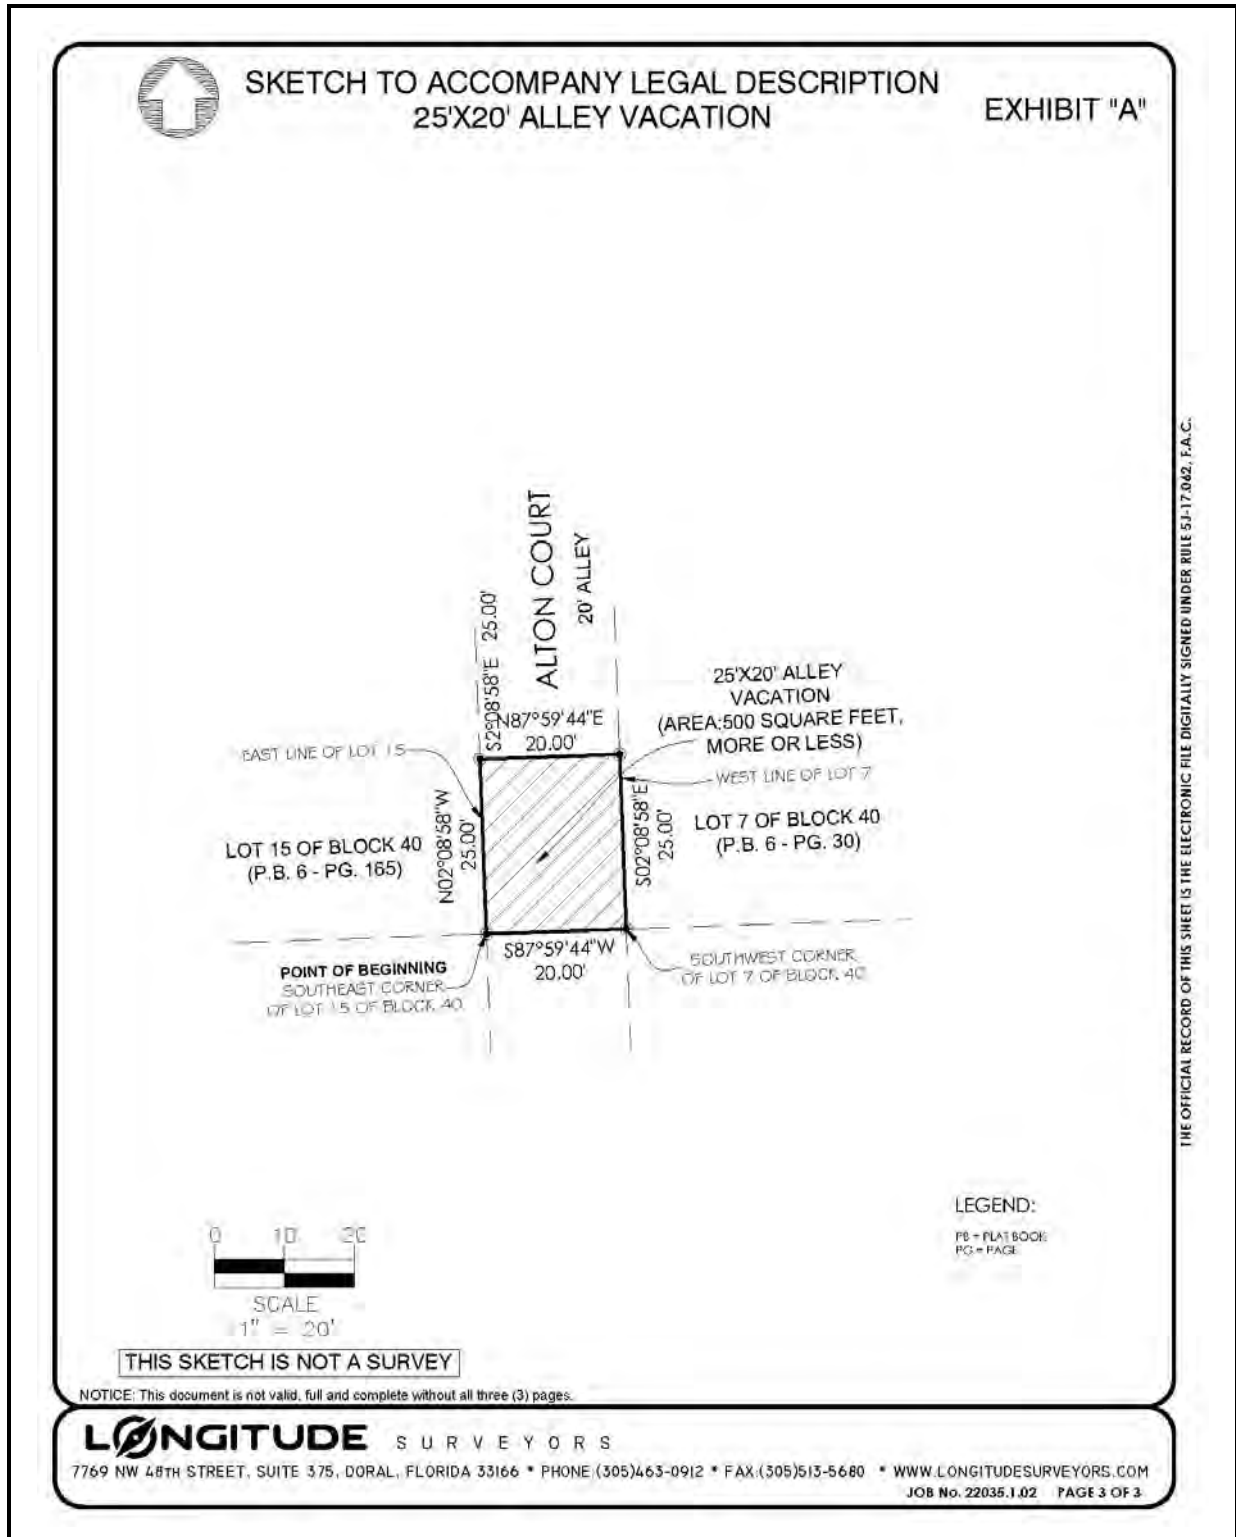 SKETCH TO ACCOMPANY LEGAL DESCRIPTION
25'X20' ALLEY VACATION
EXHIBIT "A"
ALTON COURT
20' ALLEY
S2°08'58"E 25.00'
N87°59'44"E
20.00'
25'X20' ALLEY
VACATION
(AREA:500 SQUARE FEET,
MORE OR LESS)
EAST LINE OF LOT 15
WEST LINE OF LOT 7
LOT 15 OF BLOCK 40
(P.B. 6 - PG. 165)
N02°08'58"W
25.00'
S02°08'58"E
25.00'
LOT 7 OF BLOCK 40
(P.B. 6 - PG. 30)
S87°59'44"W
20.00'
POINT OF BEGINNING
SOUTHEAST CORNER
OF LOT 15 OF BLOCK 40
SOUTHWEST CORNER
OF LOT 7 OF BLOCK 40
THE OFFICIAL RECORD OF THIS SHEET IS THE ELECTRONIC FILE DIGITALLY SIGNED UNDER RULE 5J-17.062, F.A.C.
LEGEND:
PB = PLAT BOOK
PG = PAGE
0 10 20
SCALE
1" = 20'
THIS SKETCH IS NOT A SURVEY
NOTICE: This document is not valid, full and complete without all three (3) pages.
LONGITUDE SURVEYORS
7769 NW 48TH STREET, SUITE 375, DORAL, FLORIDA 33166 * PHONE:(305)463-0912 * FAX:(305)513-5680 * WWW.LONGITUDESURVEYORS.COM
JOB No. 22035.1.02 PAGE 3 OF 3